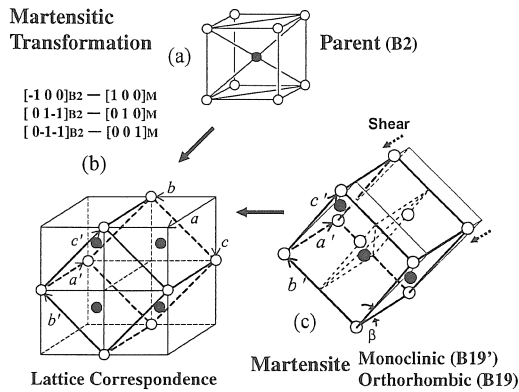 Martensitic
Transformation
(a)
Parent (B2)
[-1 0 0]B2 — [1 0 0]M
[ 0 1-1]B2 — [0 1 0]M
[ 0-1-1]B2 — [0 0 1]M
(b)
Shear
b
a
c
c'
a'
b'
c'
a'
b'
(c)
β
Lattice Correspondence
Martensite
Monoclinic (B19')
Orthorhombic (B19)